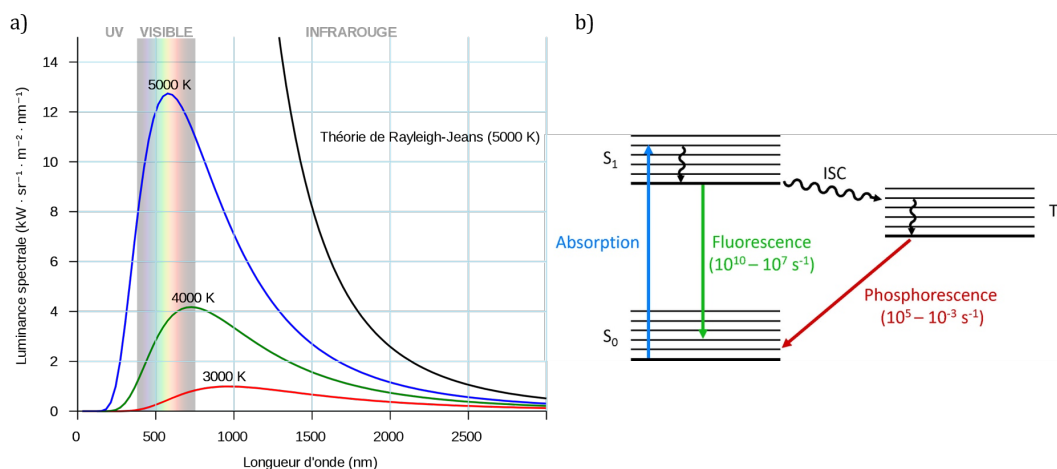 a)
UV VISIBLE INFRAROUGE
14
12
10
8
6
4
2
0
Luminance spectrale (kW · sr⁻¹ · m⁻² · nm⁻¹)
5000 K
4000 K
3000 K
Théorie de Rayleigh-Jeans (5000 K)
0 500 1000 1500 2000 2500
Longueur d'onde (nm)
b)
S₁
ISC
T
Absorption
Fluorescence
(10¹⁰ – 10⁷ s⁻¹)
Phosphorescence
(10⁵ – 10⁻³ s⁻¹)
S₀